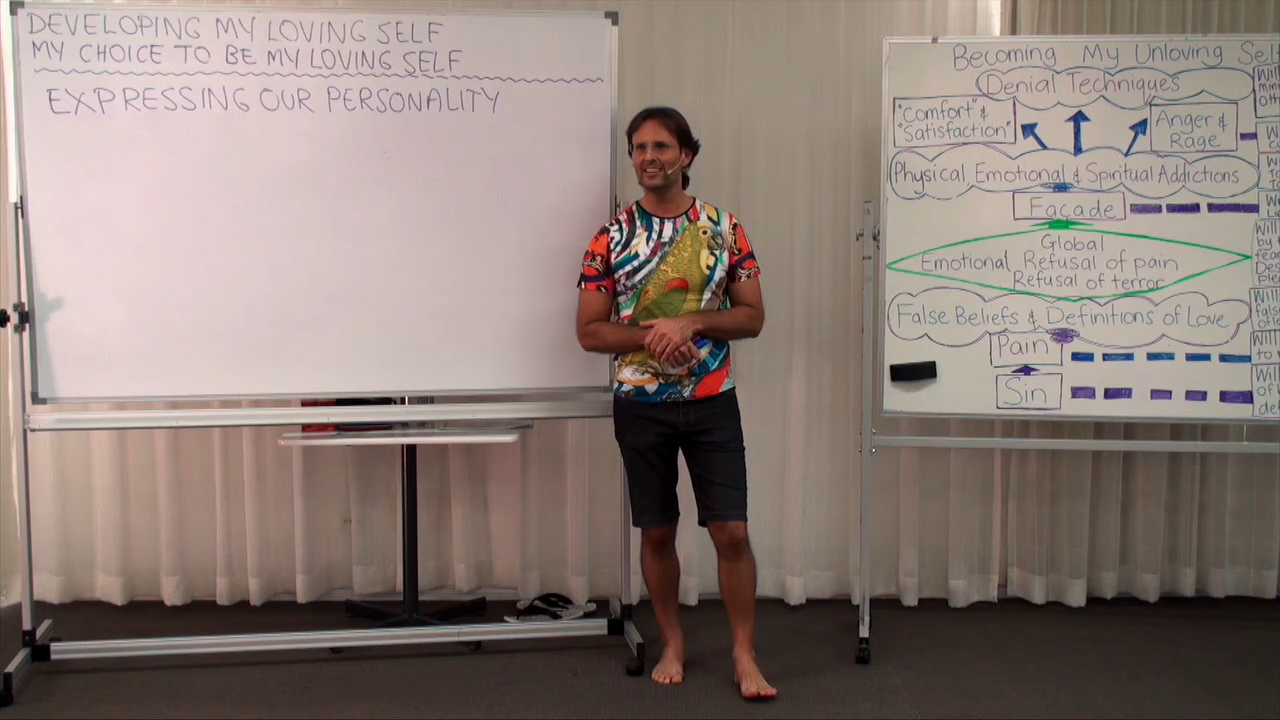 DEVELOPING MY LOVING SELF
MY CHOICE TO BE MY LOVING SELF
EXPRESSING OUR PERSONALITY
Becoming My Unloving Self
Denial Techniques
"Comfort" &
"Satisfaction"
Anger &
Rage
Physical, Emotional & Spiritual Addictions
Façade
Global
Emotional Refusal of pain
Refusal of terror
False Beliefs & Definitions of Love
Pain
Sin